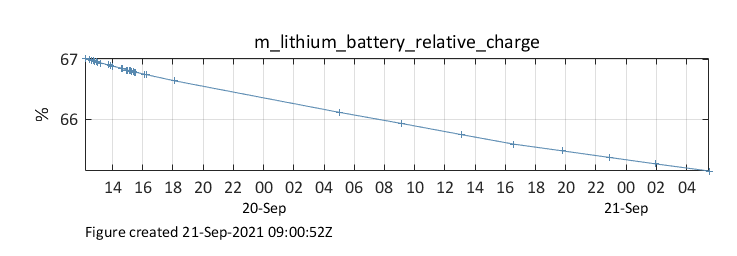 m_lithium_battery_relative_charge
67
66
%
14 16 18 20 22 00 02 04 06 08 10 12 14 16 18 20 22 00 02 04
20-Sep 21-Sep
Figure created 21-Sep-2021 09:00:52Z